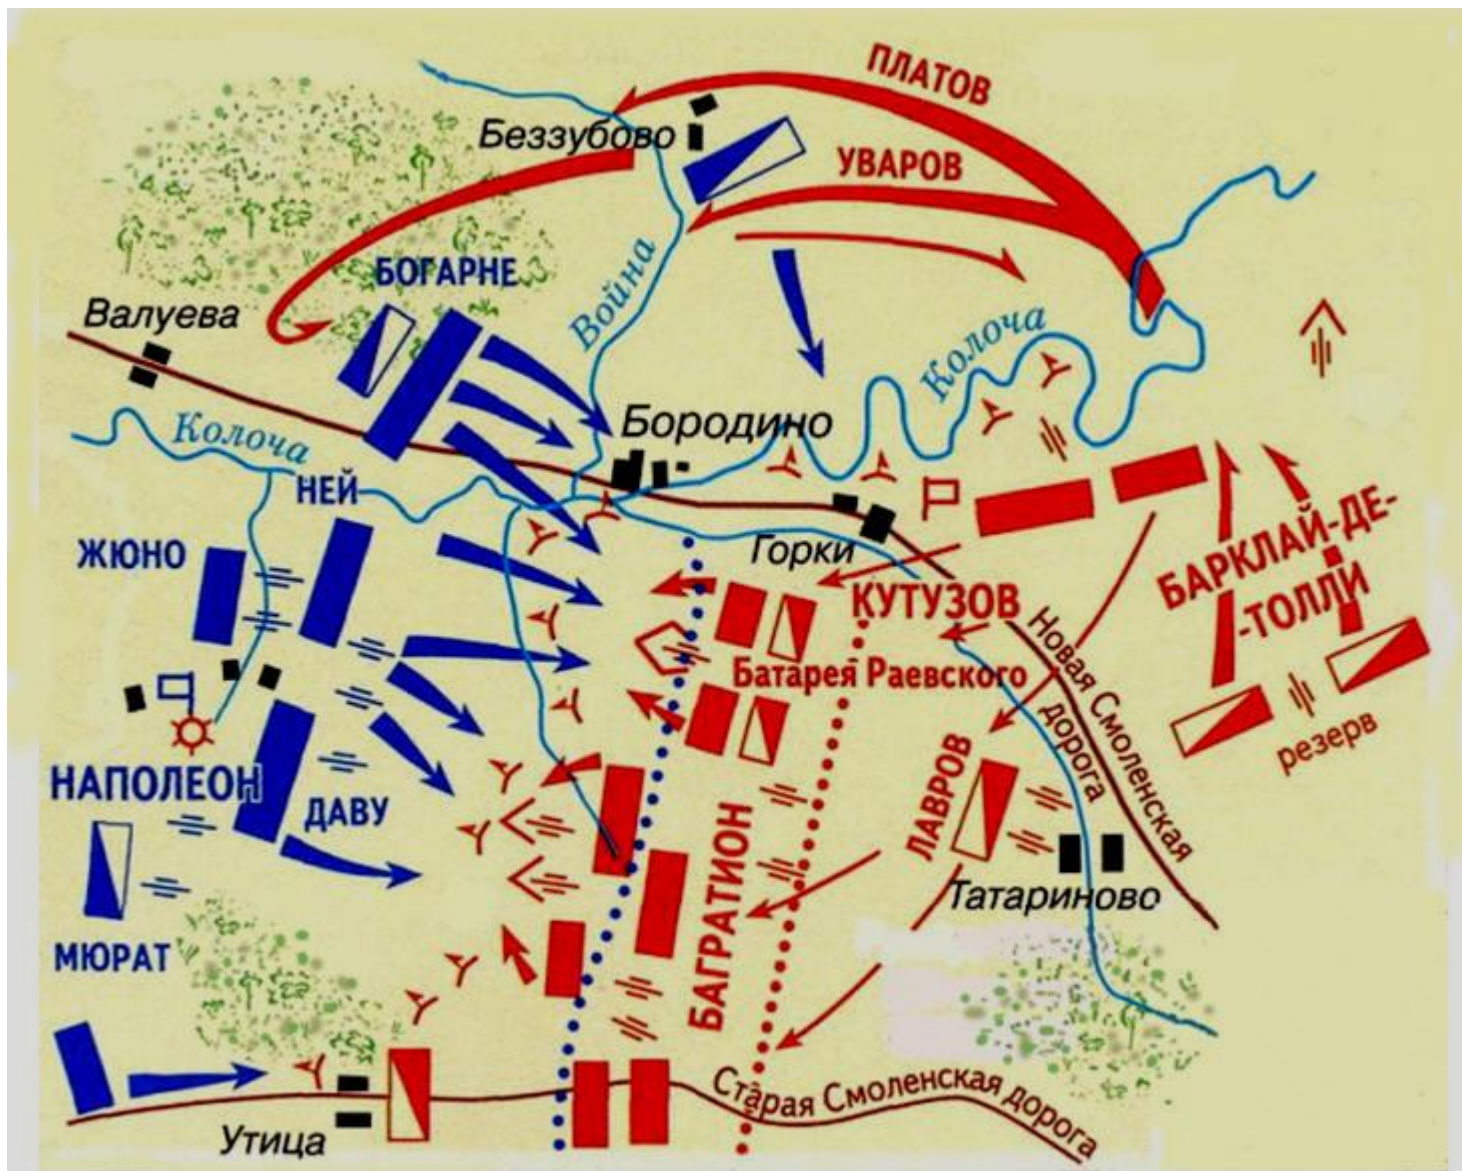 ПЛАТОВ
Беззубово
УВАРОВ
БОГАРНЕ
Война
Валуева
Колоча
Колоча
Бородино
НЕЙ
ЖЮНО
Горки
БАРКЛАЙ-ДЕ-
-ТОЛЛИ
КУТУЗОВ
Батарея Раевского
Новая Смоленская
дорога
резерв
НАПОЛЕОН
ДАВУ
ЛАВРОВ
БАГРАТИОН
Татариново
МЮРАТ
Старая Смоленская дорога
Утица